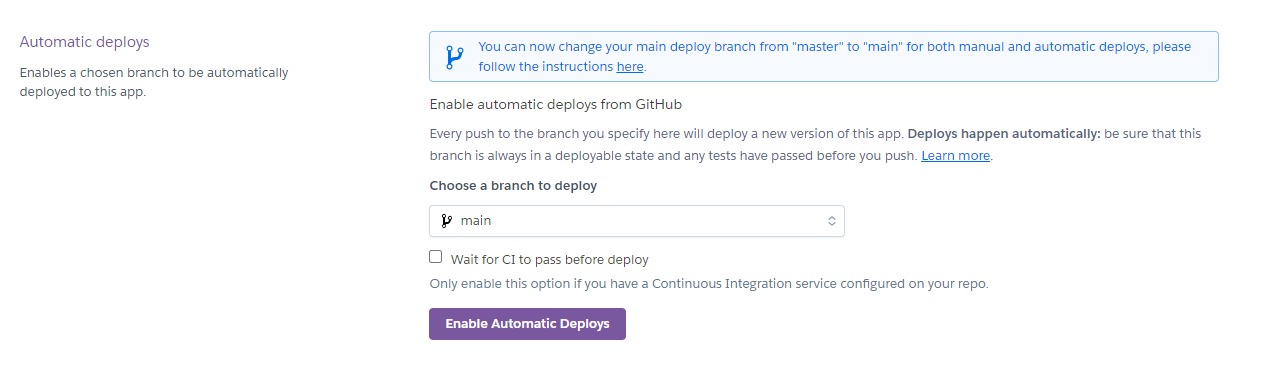 Automatic deploys
Enables a chosen branch to be automatically
deployed to this app.
You can now change your main deploy branch from "master" to "main" for both manual and automatic deploys, please
follow the instructions here.
Enable automatic deploys from GitHub
Every push to the branch you specify here will deploy a new version of this app. Deploys happen automatically: be sure that this
branch is always in a deployable state and any tests have passed before you push. Learn more.
Choose a branch to deploy
main
Wait for CI to pass before deploy
Only enable this option if you have a Continuous Integration service configured on your repo.
Enable Automatic Deploys